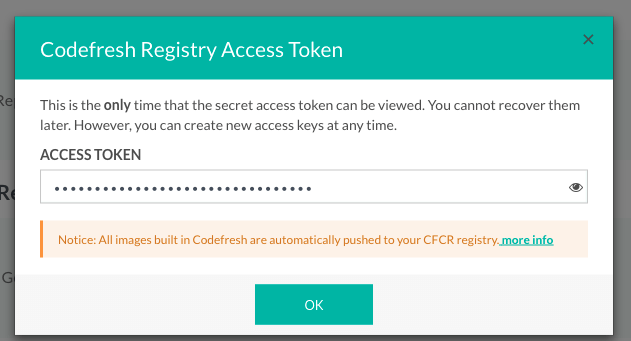 Codefresh Registry Access Token
This is the only time that the secret access token can be viewed. You cannot recover them
later. However, you can create new access keys at any time.
ACCESS TOKEN
••••••••••••••••••••••••••••••••
Notice: All images built in Codefresh are automatically pushed to your CFCR registry. more info
OK